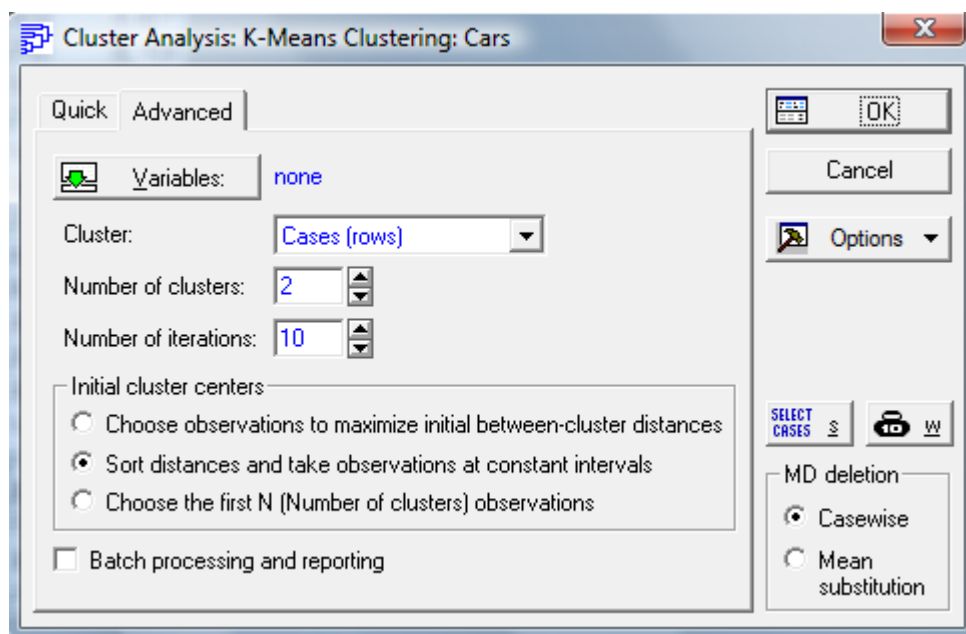 Cluster Analysis: K-Means Clustering: Cars
Quick Advanced
Variables: none
Cluster: Cases (rows)
Number of clusters: 2
Number of iterations: 10
Initial cluster centers
Choose observations to maximize initial between-cluster distances
Sort distances and take observations at constant intervals
Choose the first N (Number of clusters) observations
Batch processing and reporting
OK
Cancel
Options
SELECT
CASES S
10 W
MD deletion
Casewise
Mean
substitution